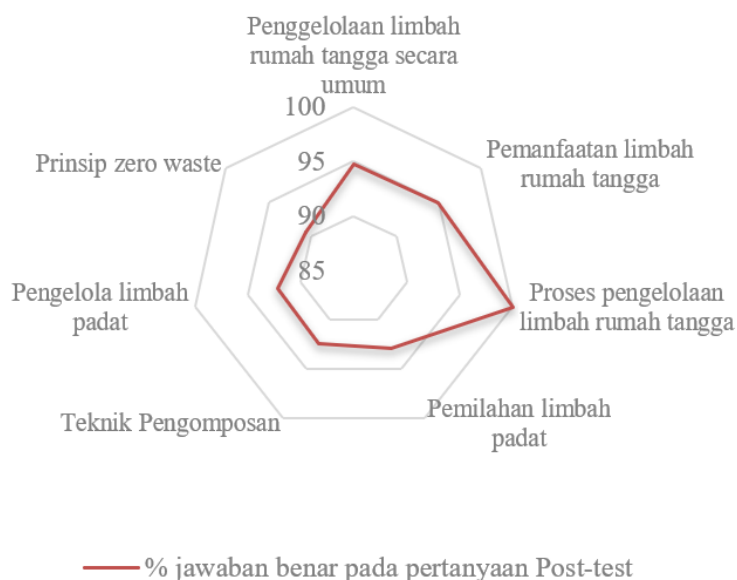 Penggelolaan limbah
rumah tangga secara
umum
100
95
90
85
Pemanfaatan limbah
rumah tangga
Proses pengelolaan
limbah rumah tangga
Pemilahan limbah
padat
Teknik Pengomposan
Pengelola limbah
padat
Prinsip zero waste
% jawaban benar pada pertanyaan Post-test